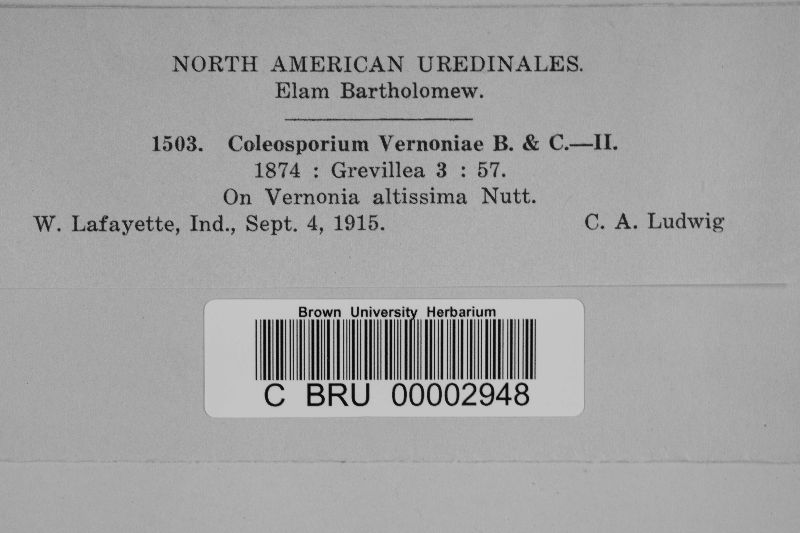 NORTH AMERICAN UREDINALES.
Elam Bartholomew.
1503. Coleosporium Vernoniae B. & C.—II.
1874 : Grevillea 3 : 57.
On Vernonia altissima Nutt.
W. Lafayette, Ind., Sept. 4, 1915. C. A. Ludwig
Brown University Herbarium
C BRU 00002948